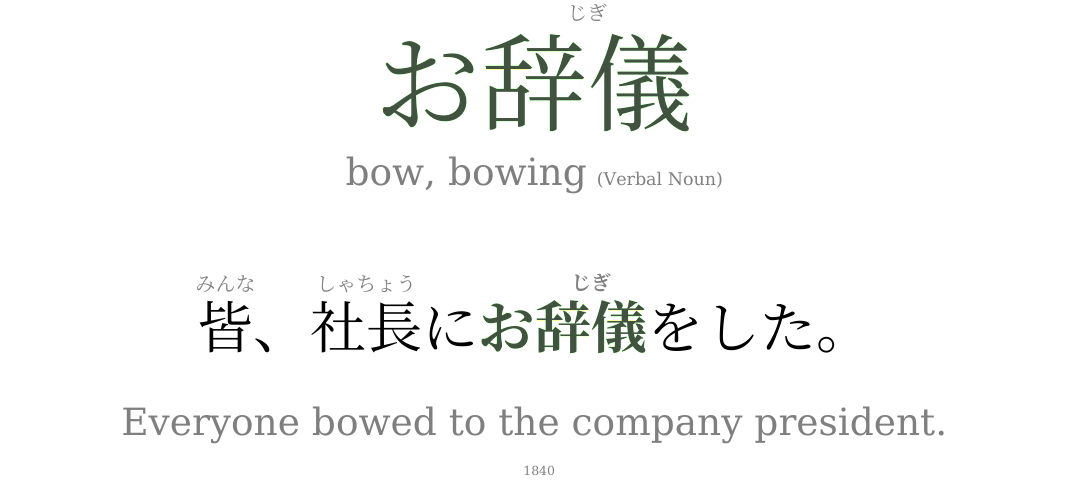 じぎ
お辞儀
bow, bowing (Verbal Noun)
みんな しゃちょう じぎ
皆、社長にお辞儀をした。
Everyone bowed to the company president.
1840